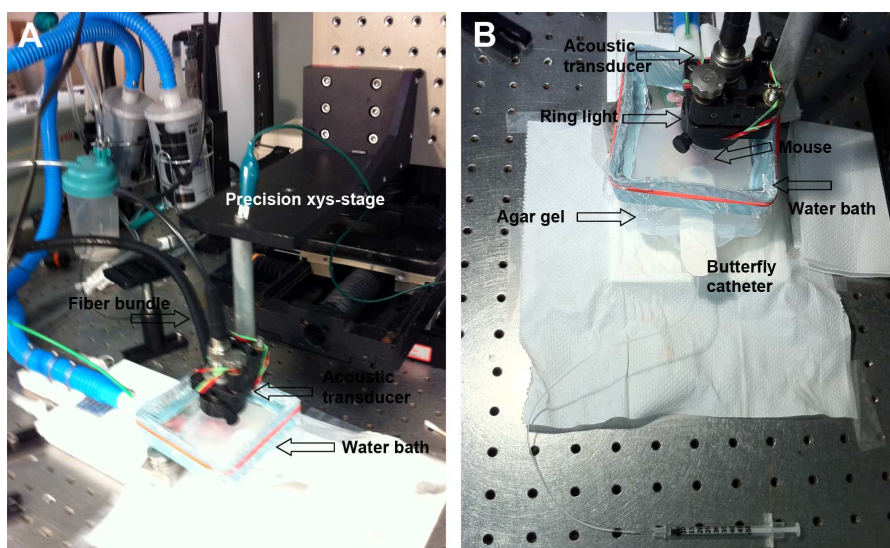 A
Precision xys-stage
Fiber bundle
Acoustic
transducer
Water bath
B
Acoustic
transducer
Ring light
Mouse
Water bath
Agar gel
Butterfly
catheter